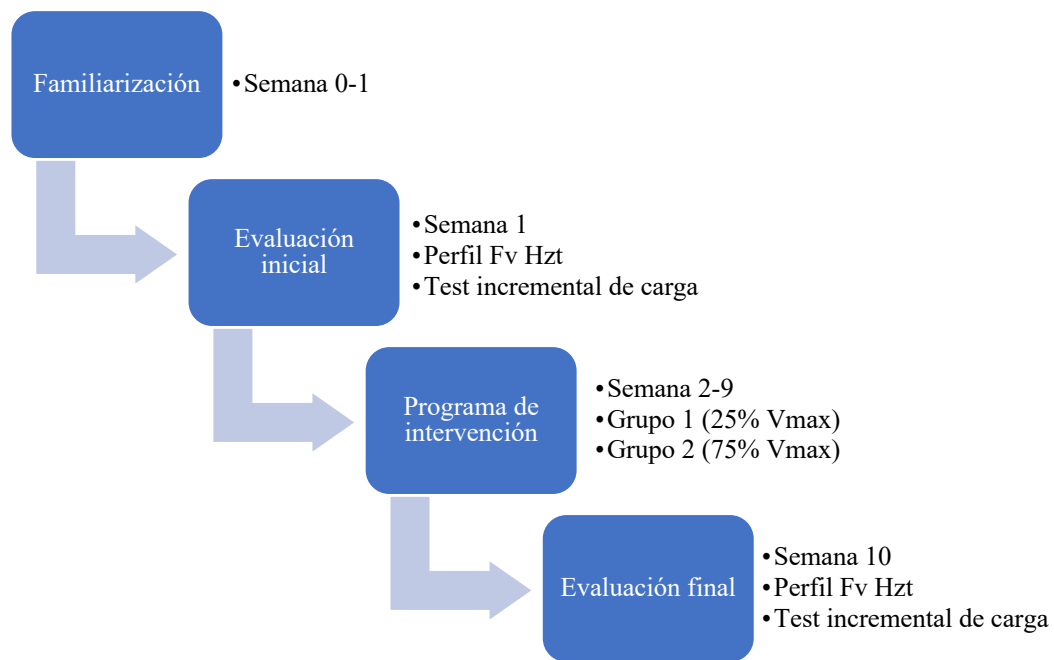 Familiarización
•Semana 0-1
Evaluación
inicial
•Semana 1
•Perfil Fv Hzt
•Test incremental de carga
Programa de
intervención
•Semana 2-9
•Grupo 1 (25% Vmax)
•Grupo 2 (75% Vmax)
Evaluación final
•Semana 10
•Perfil Fv Hzt
•Test incremental de carga